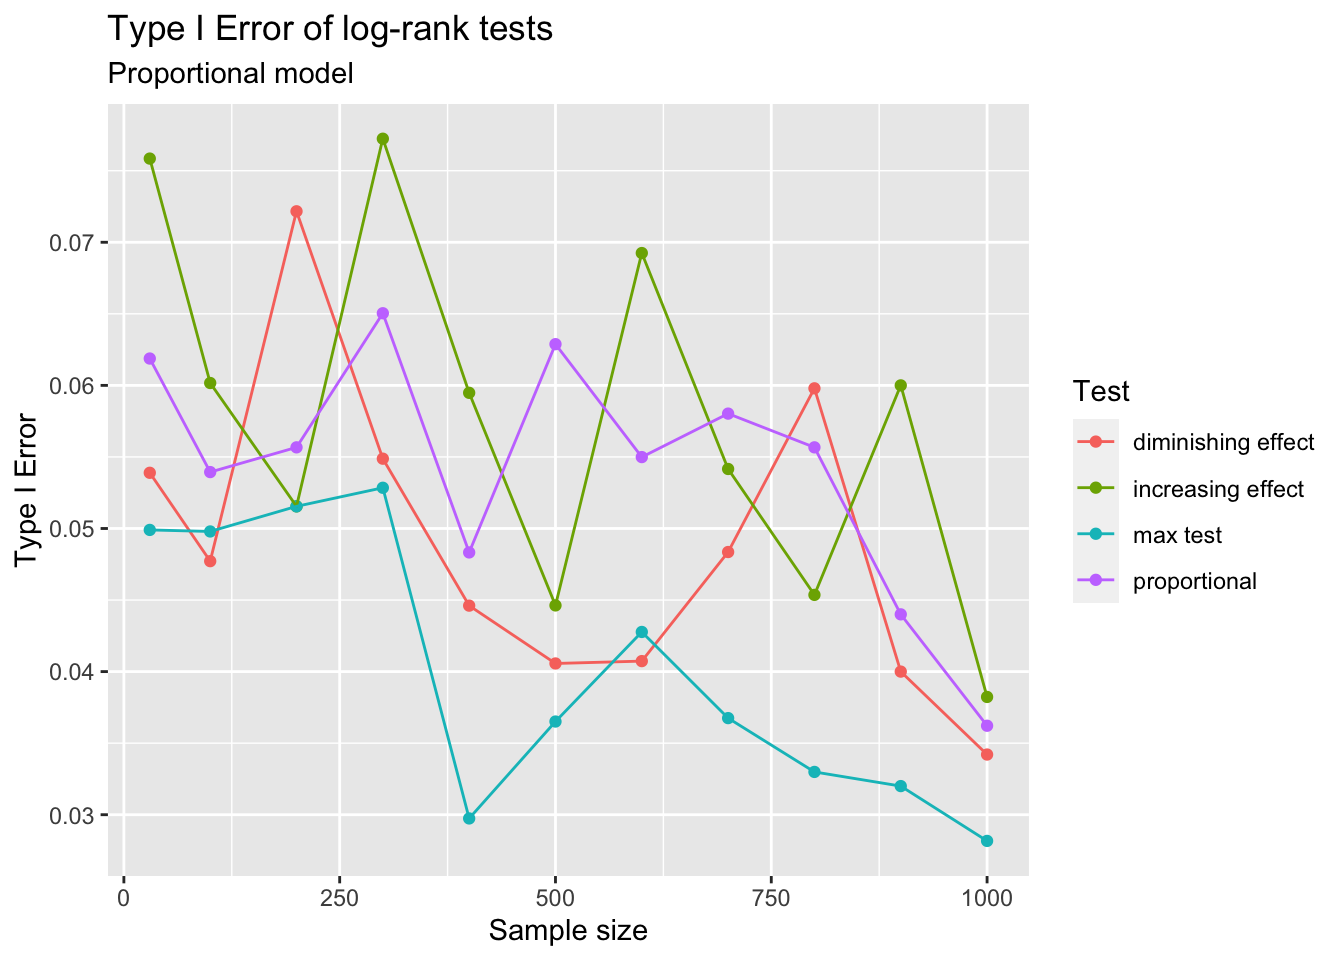 Type I Error of log-rank tests
Proportional model
Type I Error
0.07
0.06
0.05
0.04
0.03
0
250
500
750
1000
Sample size
Test
diminishing effect
increasing effect
max test
proportional